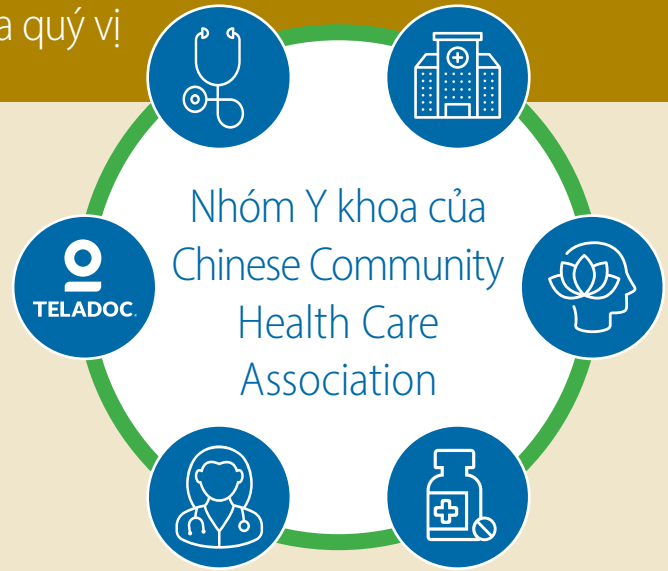 a quý vị
Nhóm Y khoa của
Chinese Community
Health Care
Association
TELADOC